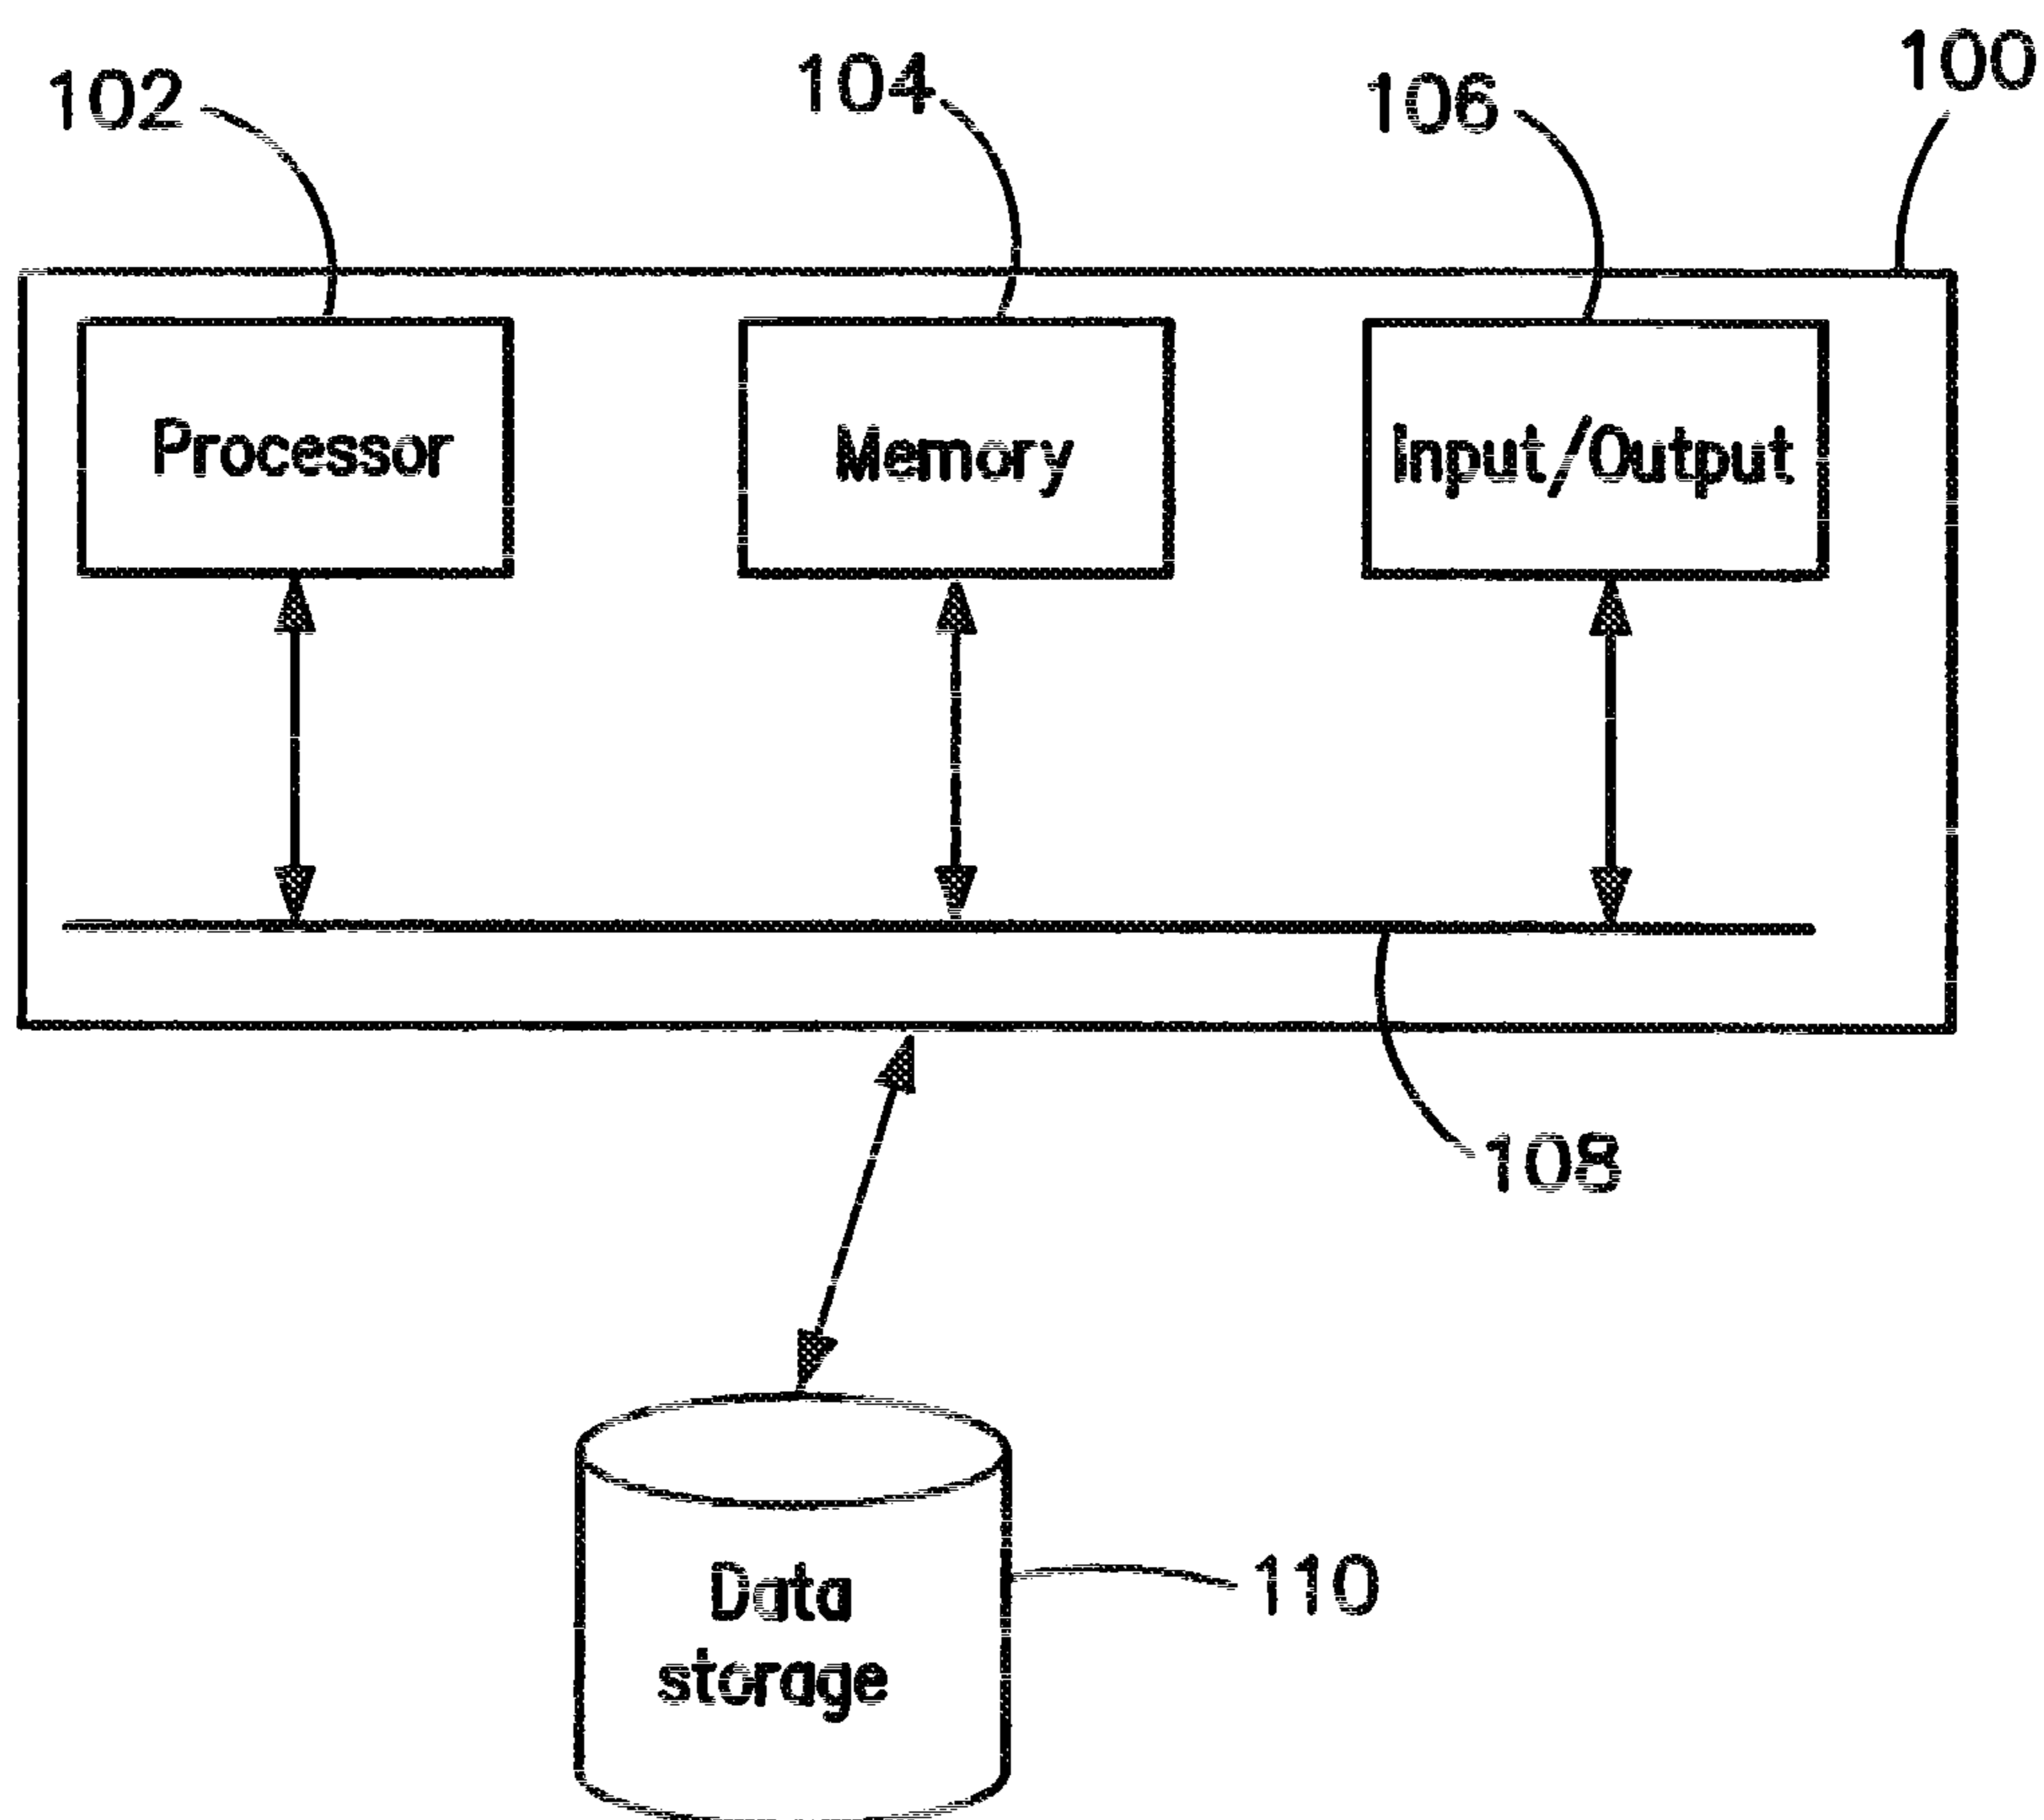 100
102
104
106
Processor
Memory
Input/Output
108
Data
storage
110